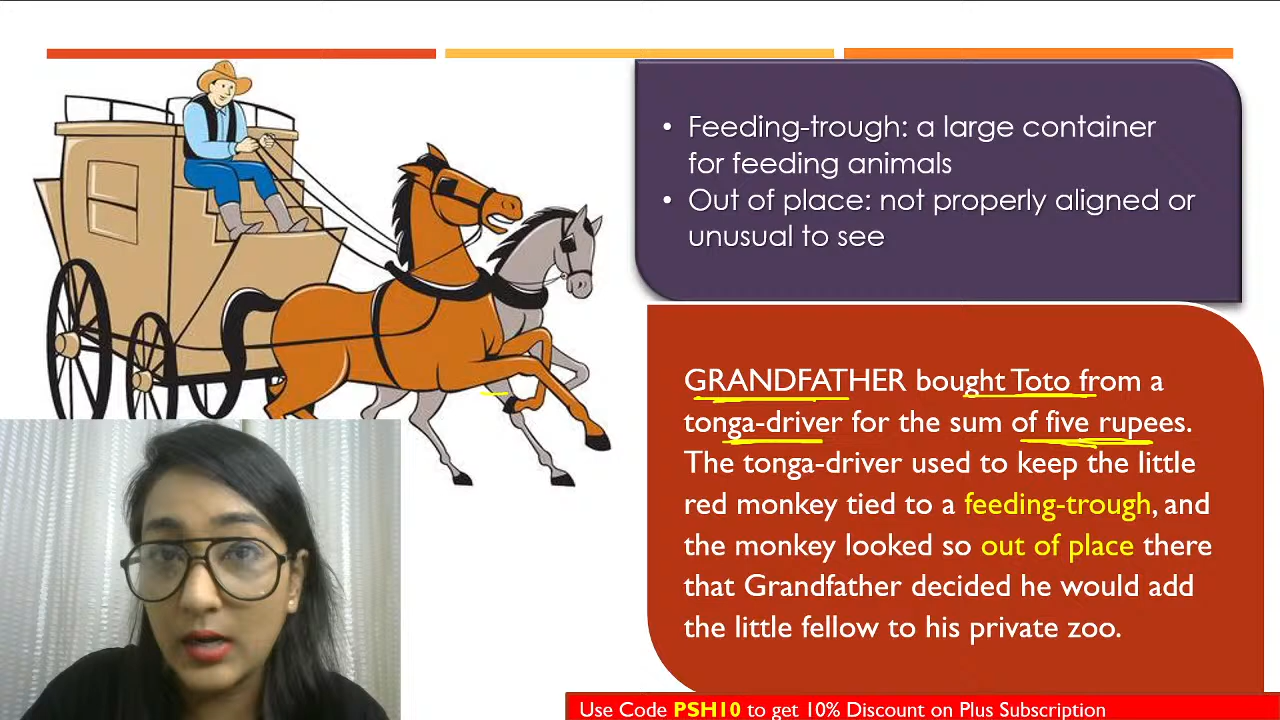 • Feeding-trough: a large container
for feeding animals
• Out of place: not properly aligned or
unusual to see
GRANDFATHER bought Toto from a
tonga-driver for the sum of five rupees.
The tonga-driver used to keep the little
red monkey tied to a feeding-trough, and
the monkey looked so out of place there
that Grandfather decided he would add
the little fellow to his private zoo.
Use Code PSH10 to get 10% Discount on Plus Subscription